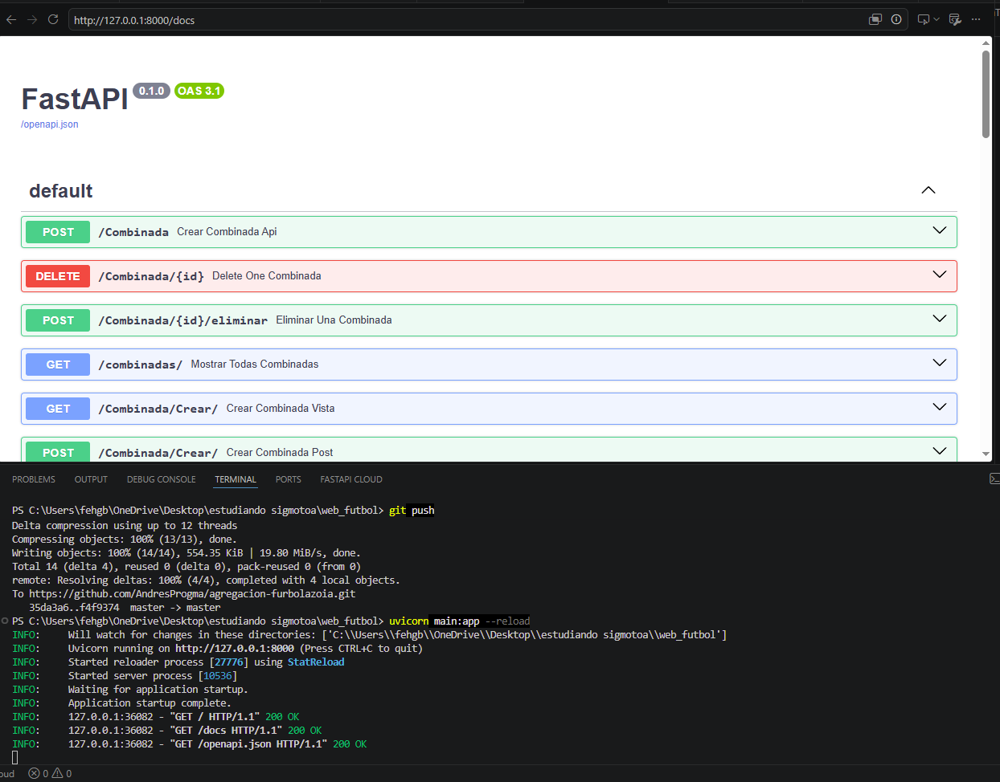 http://127.0.0.1:8000/docs
FastAPI 0.1.0 OAS 3.1
/openapi.json
default
POST /Combinada Crear Combinada Api
DELETE /Combinada/{id} Delete One Combinada
POST /Combinada/{id}/eliminar Eliminar Una Combinada
GET /combinadas/ Mostrar Todas Combinadas
GET /Combinada/Crear/ Crear Combinada Vista
POST /Combinada/Crear/ Crear Combinada Post
PROBLEMS OUTPUT DEBUG CONSOLE TERMINAL PORTS FASTAPI CLOUD
PS C:\Users\fehgb\OneDrive\Desktop\estudiando sigmotoa\web_futbol> git push
Delta compression using up to 12 threads
Compressing objects: 100% (13/13), done.
Writing objects: 100% (14/14), 554.35 KiB | 19.80 MiB/s, done.
Total 14 (delta 4), reused 0 (delta 0), pack-reused 0 (from 0)
remote: Resolving deltas: 100% (4/4), completed with 4 local objects.
To https://github.com/AndresProgma/agregacion-furbolazoia.git
35da3a6..f4f9374 master -> master
PS C:\Users\fehgb\OneDrive\Desktop\estudiando sigmotoa\web_futbol> uvicorn main:app --reload
INFO: Will watch for changes in these directories: ['C:\\Users\\fehgb\\OneDrive\\Desktop\\estudiando sigmotoa\\web_futbol']
INFO: Uvicorn running on http://127.0.0.1:8000 (Press CTRL+C to quit)
INFO: Started reloader process [27776] using StatReload
INFO: Started server process [10536]
INFO: Waiting for application startup.
INFO: Application startup complete.
INFO: 127.0.0.1:36082 - "GET / HTTP/1.1" 200 OK
INFO: 127.0.0.1:36082 - "GET /docs HTTP/1.1" 200 OK
INFO: 127.0.0.1:36082 - "GET /openapi.json HTTP/1.1" 200 OK
oud 0 0